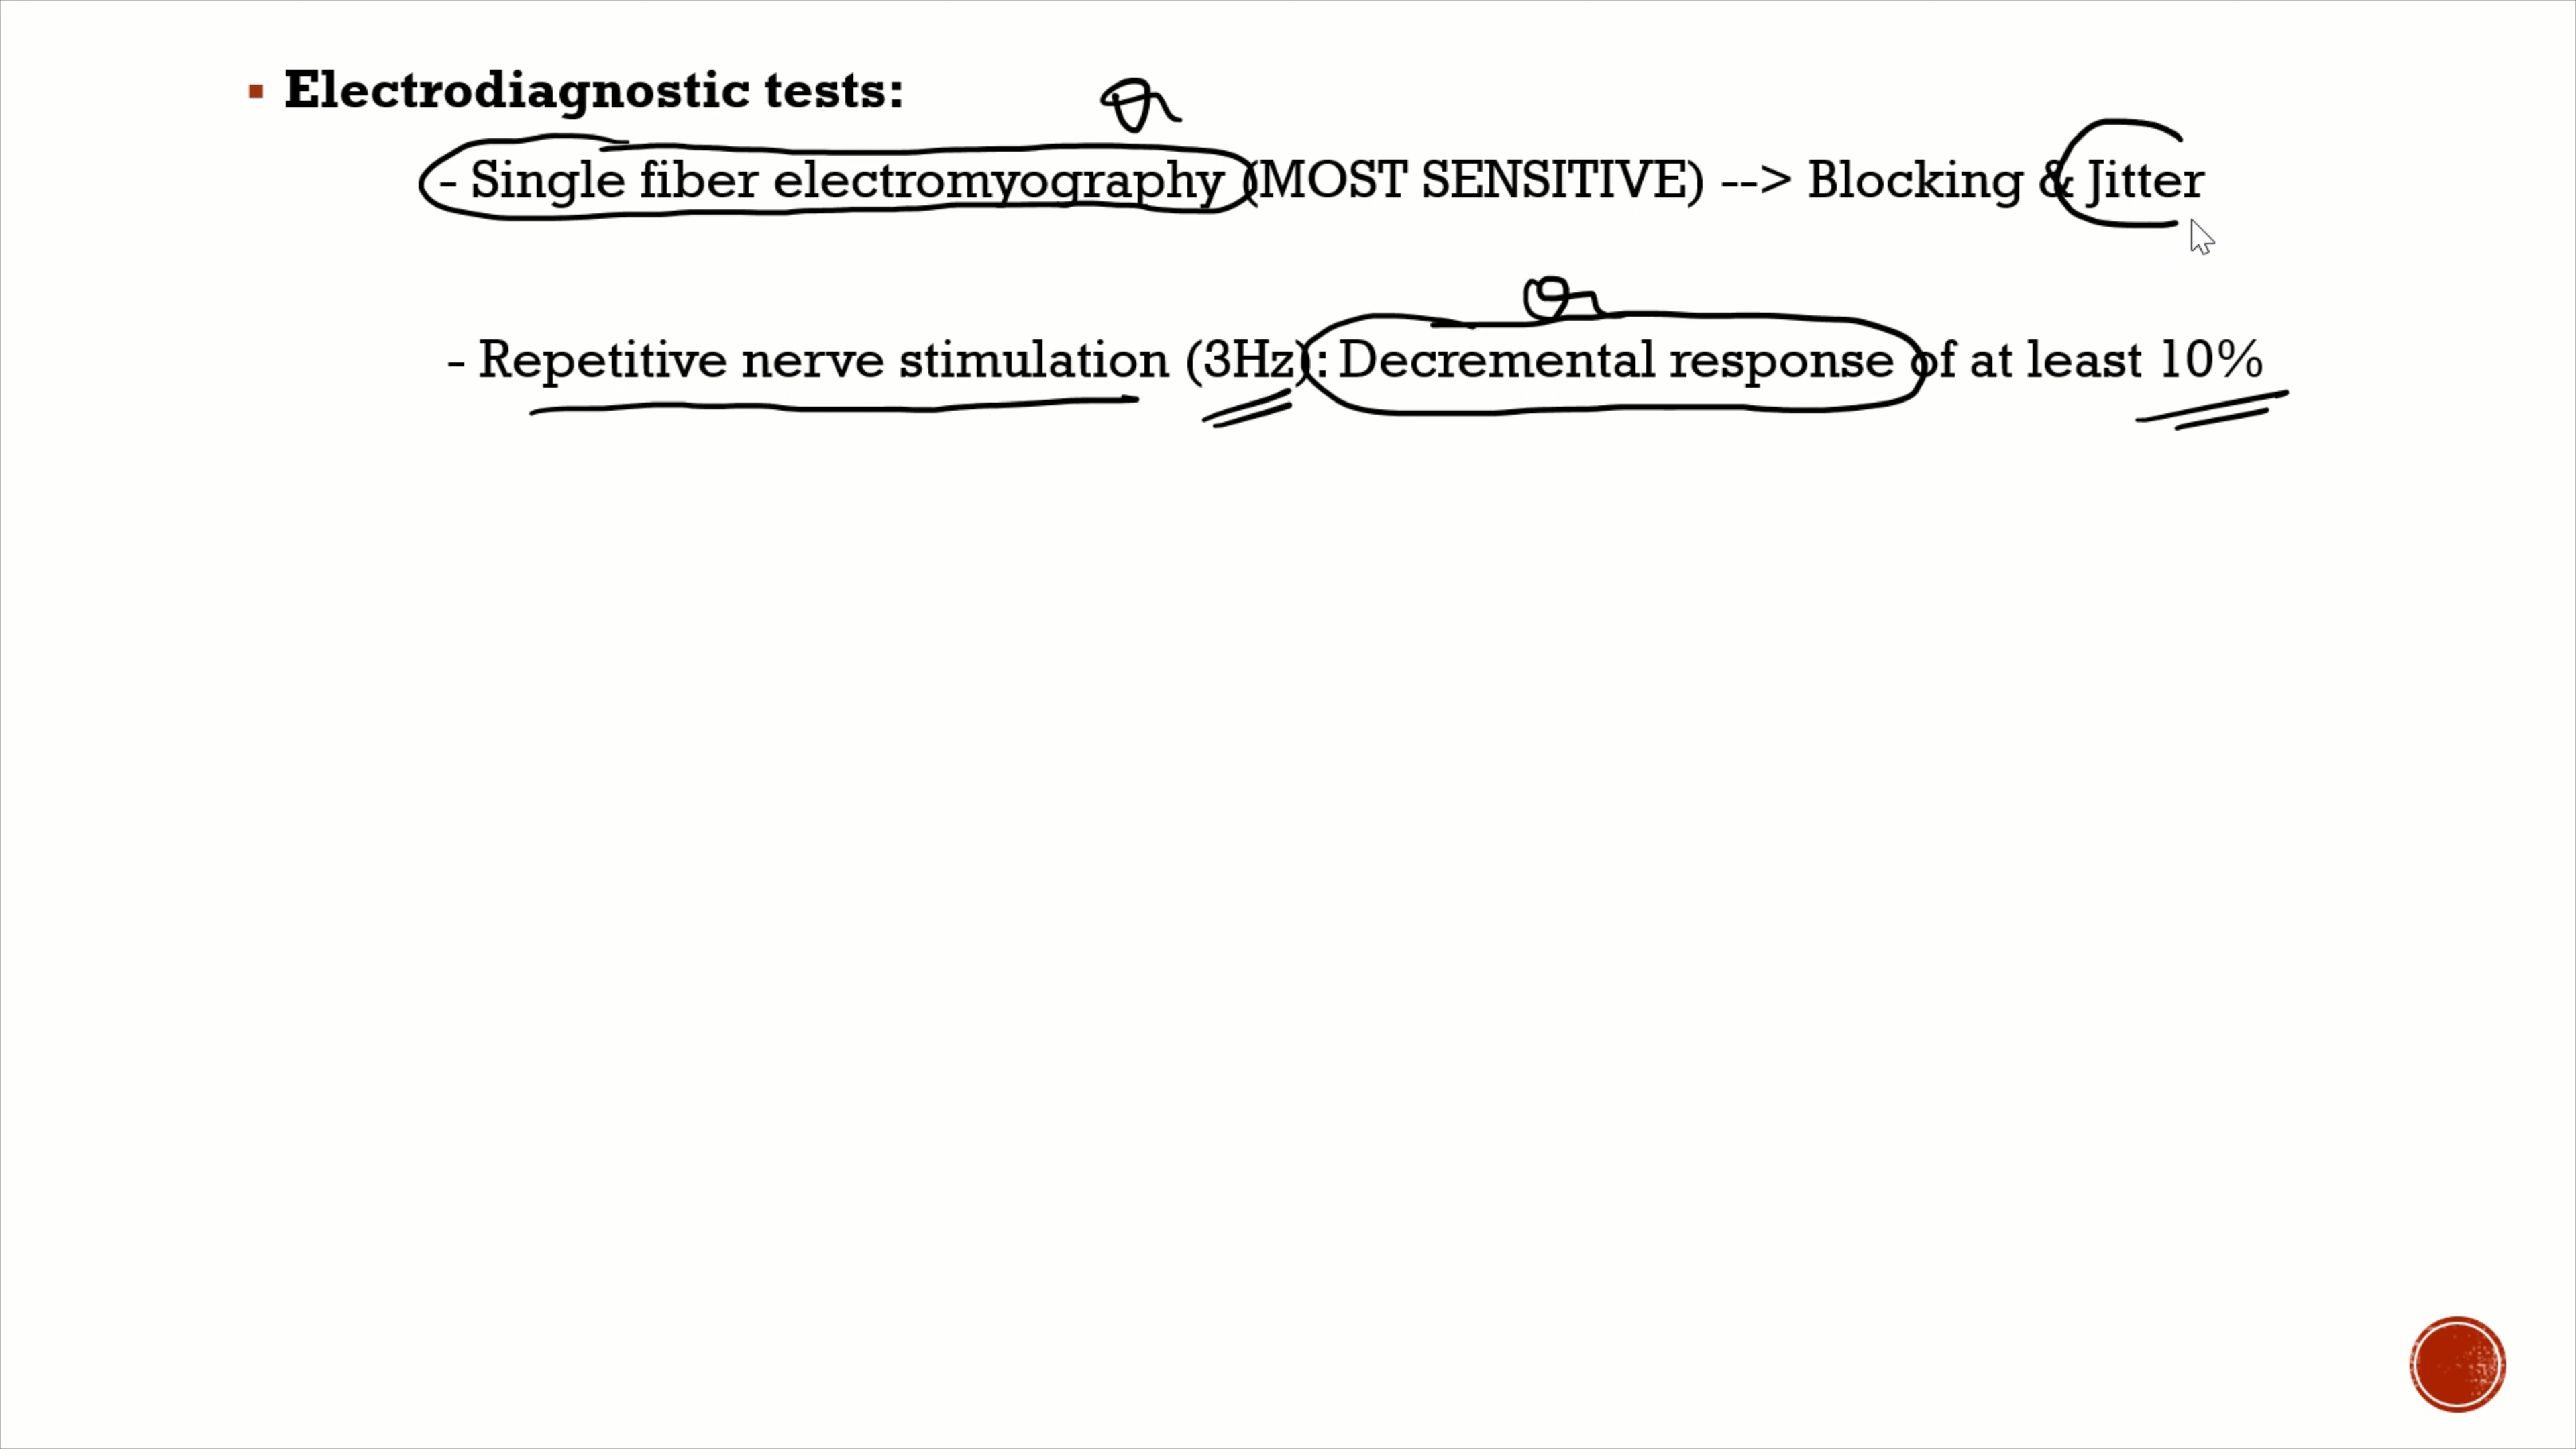 ▪ Electrodiagnostic tests:
- Single fiber electromyography (MOST SENSITIVE) --> Blocking & Jitter
- Repetitive nerve stimulation (3Hz): Decremental response of at least 10%